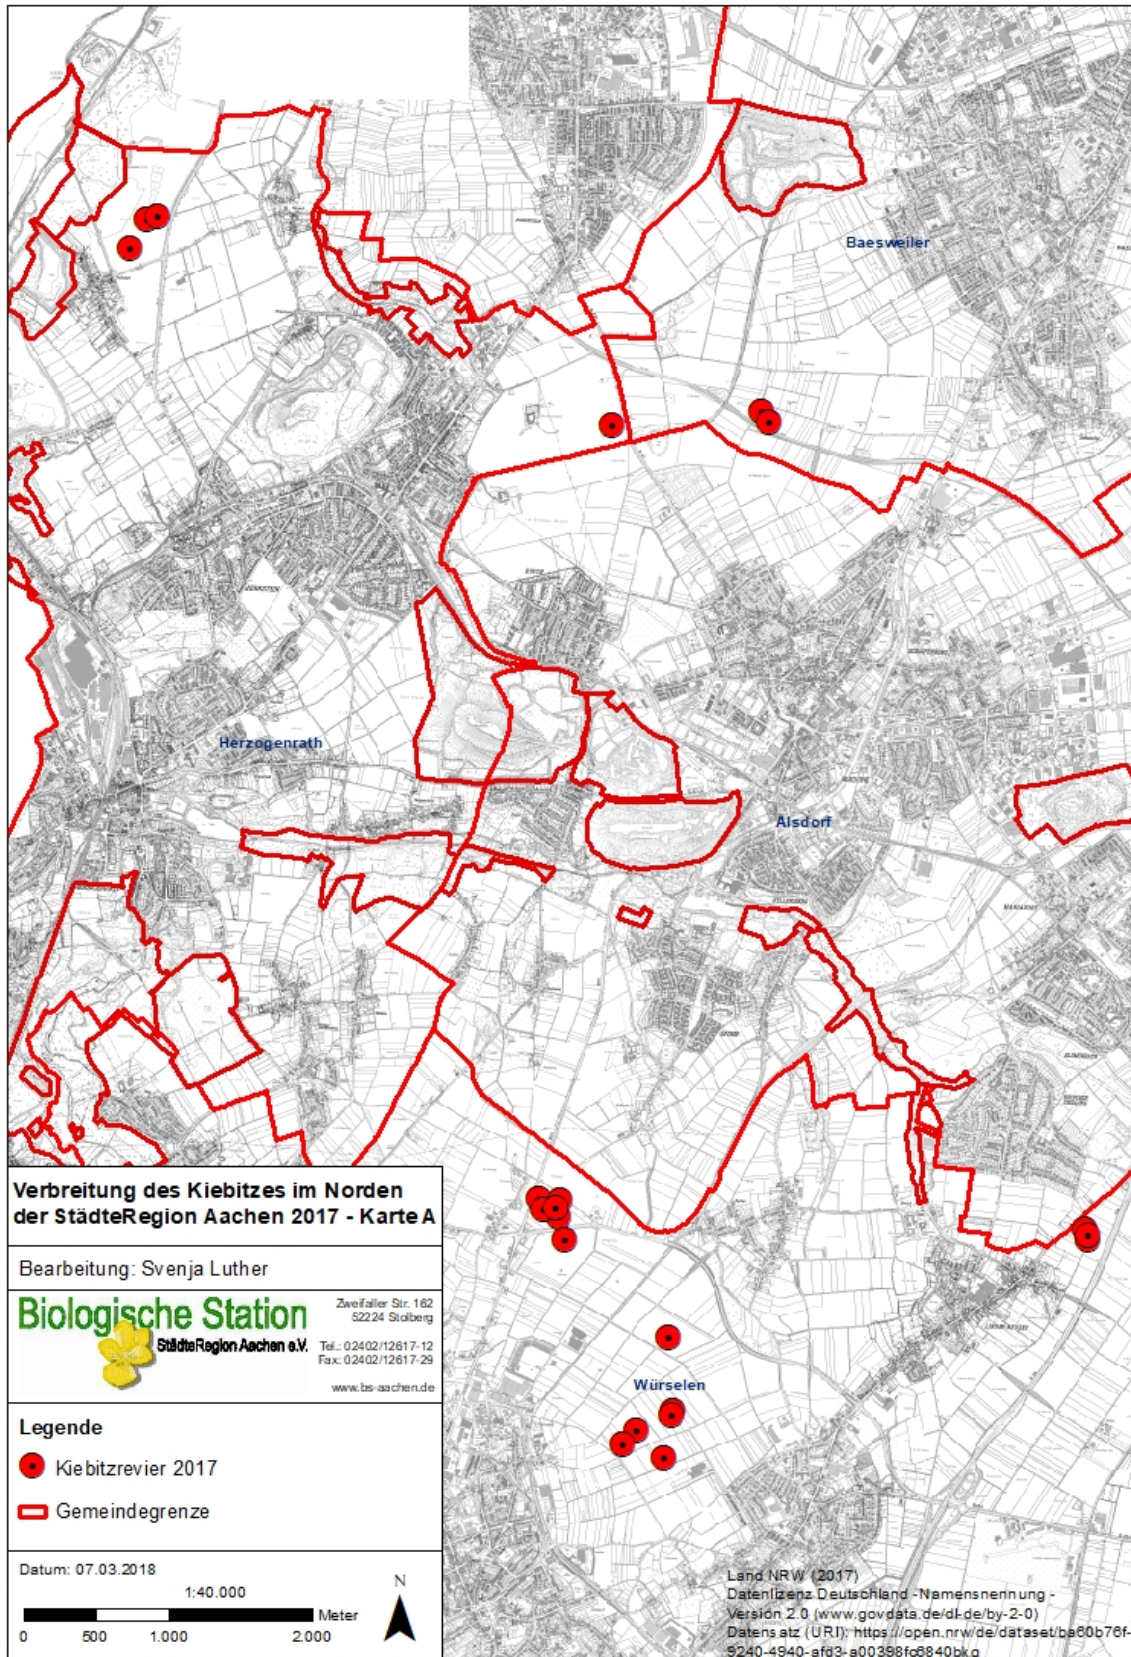 Baesweiler
Herzogenrath
Alsdorf
Würselen
Verbreitung des Kiebitzes im Norden
der StädteRegion Aachen 2017 - Karte A
Bearbeitung: Svenja Luther
Biologische Station
StädteRegion Aachen e.V.
Zweifaller Str. 162
52224 Stolberg
Tel.: 02402/12617-12
Fax: 02402/12617-29
www.bs-aachen.de
Legende
Kiebitzrevier 2017
Gemeindegrenze
Datum: 07.03.2018
1:40.000
Meter
0 500 1.000 2.000
N
Land NRW (2017)
Datenlizenz Deutschland -Namensnennung -
Version 2.0 (www.govdata.de/dl-de/by-2-0)
Datensatz (URI): https://open.nrw/de/dataset/ba60b76f-
9240-4940-afd3-a00398fc6840bkg